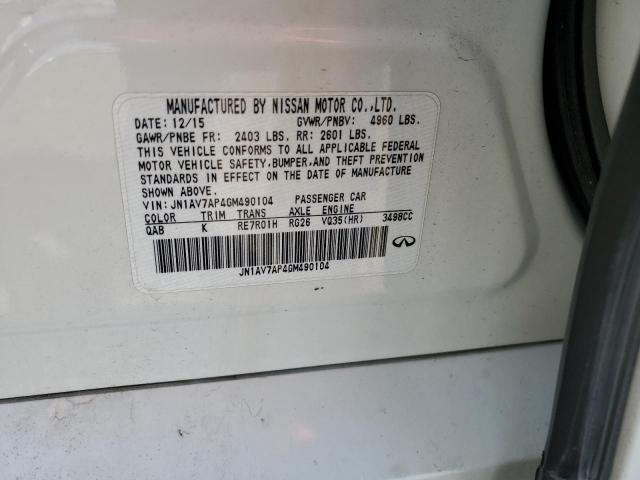 MANUFACTURED BY NISSAN MOTOR CO.,LTD.
DATE: 12/15 GVWR/PNBV: 4960 LBS.
GAWR/PNBE FR: 2403 LBS. RR: 2601 LBS.
THIS VEHICLE CONFORMS TO ALL APPLICABLE FEDERAL
MOTOR VEHICLE SAFETY, BUMPER, AND THEFT PREVENTION
STANDARDS IN EFFECT ON THE DATE OF MANUFACTURE
SHOWN ABOVE.
VIN: JN1AV7AP4GM490104 PASSENGER CAR
COLOR TRIM TRANS AXLE ENGINE
QAB K RE7R01H RG26 VQ35(HR) 3498CC
JN1AV7AP4GM490104